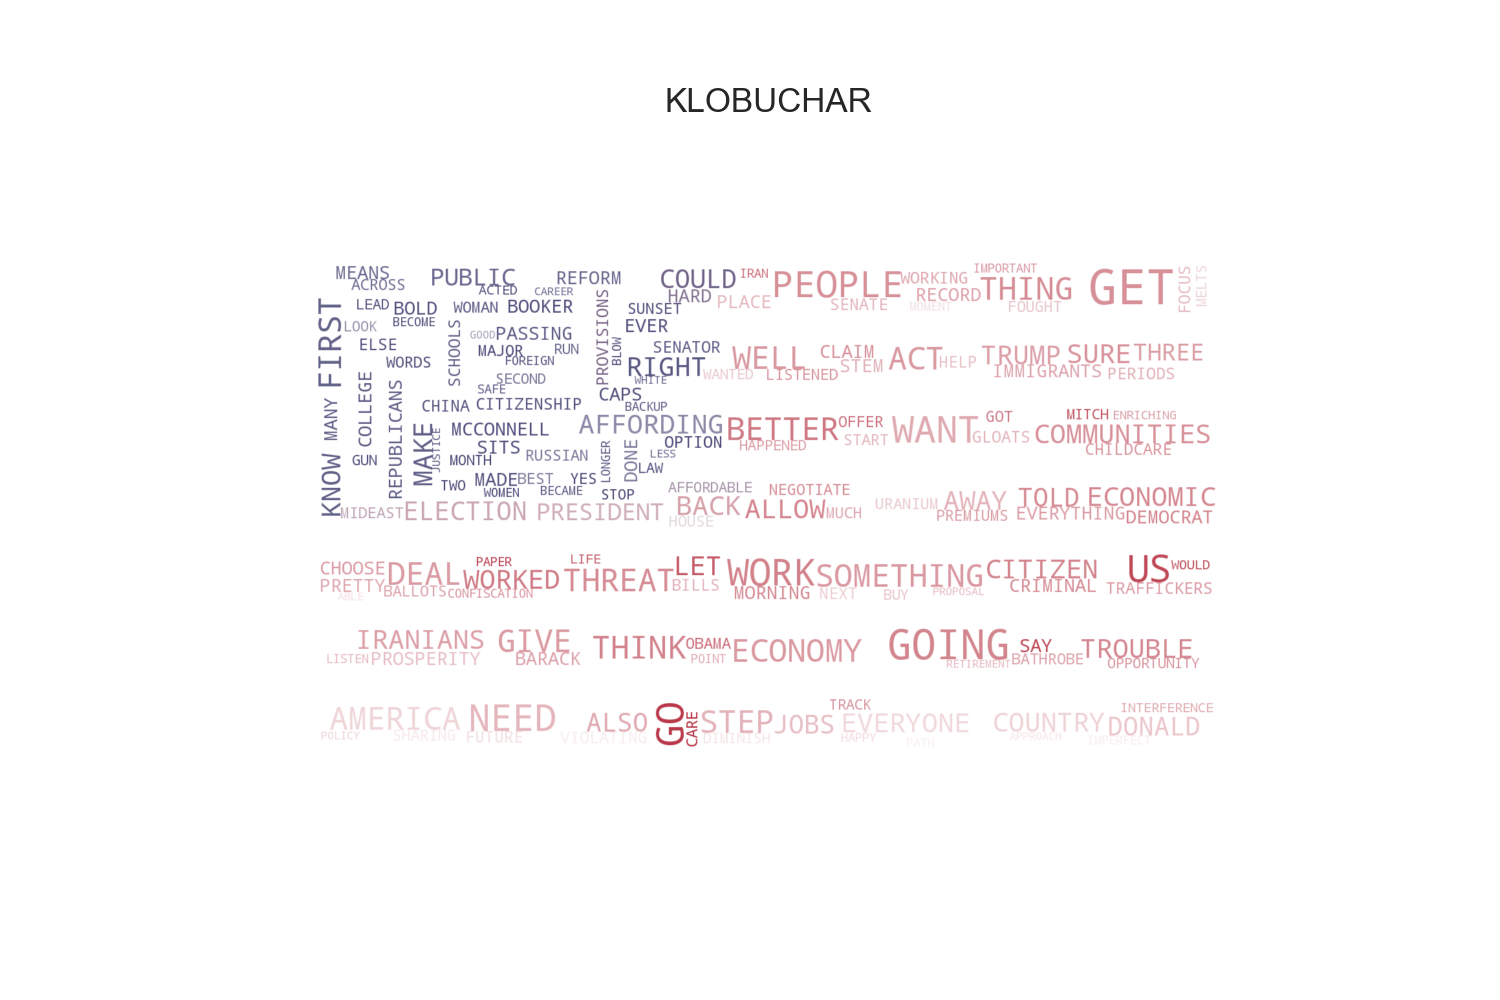 KLOBUCHAR
MEANS PUBLIC REFORM COULD IRAN PEOPLE WORKING IMPORTANT THING GET FOCUS MELTS
ACROSS ACTED CAREER HARD PLACE SENATE RECORD MOMENT FOUGHT
FIRST LEAD BOLD WOMAN BOOKER PROVISIONS SUNSET
LOOK BECOME SCHOOLS GOOD PASSING EVER
ELSE MAJOR RUN BLOW SENATOR WELL CLAIM ACT HELP TRUMP SURE THREE
WORDS FOREIGN RIGHT WANTED LISTENED STEM IMMIGRANTS PERIODS
COLLEGE REPUBLICANS SECOND WHITE
SAFE CAPS
MANY CHINA CITIZENSHIP BACKUP OFFER GOT MITCH ENRICHING
MAKE JUSTICE MCCONNELL AFFORDING BETTER START WANT GLOATS COMMUNITIES
SITS OPTION HAPPENED CHILDCARE
KNOW GUN MONTH RUSSIAN LONGER DONE LESS
TWO MADE BEST YES LAW
WOMEN BECAME STOP AFFORDABLE NEGOTIATE
MIDEAST ELECTION PRESIDENT BACK ALLOW MUCH URANIUM AWAY TOLD ECONOMIC
HOUSE PREMIUMS EVERYTHING DEMOCRAT
CHOOSE DEAL PAPER LIFE LET WORK SOMETHING CITIZEN US WOULD
PRETTY BALLOTS WORKED THREAT BILLS MORNING NEXT BUY PROPOSAL CRIMINAL TRAFFICKERS
ABLE CONFISCATION
IRANIANS GIVE THINK OBAMA ECONOMY GOING SAY TROUBLE
LISTEN PROSPERITY BARACK POINT RETIREMENT BATHROBE OPPORTUNITY
AMERICA NEED ALSO GO CARE STEP JOBS TRACK EVERYONE COUNTRY DONALD INTERFERENCE
POLICY SHARING FUTURE VIOLATING DIMINISH HAPPY PATH APPROACH IMPERFECT